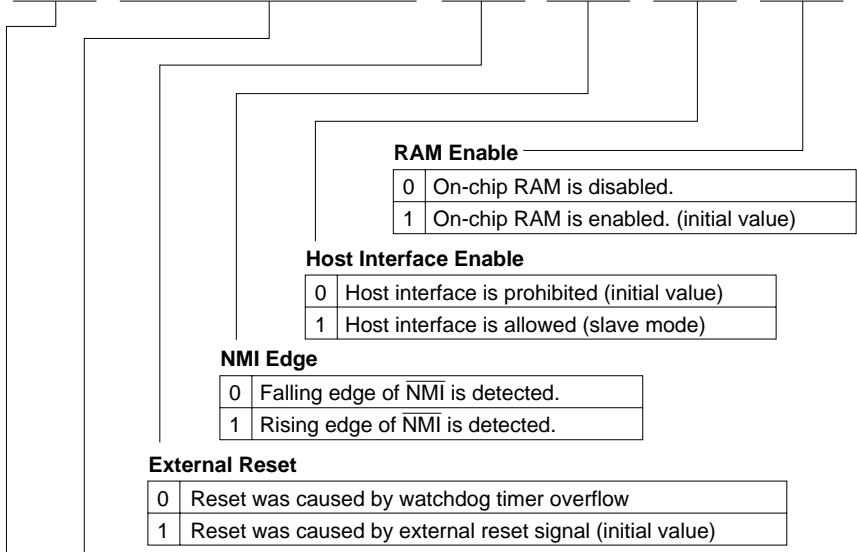 RAM Enable
0 On-chip RAM is disabled.
1 On-chip RAM is enabled. (initial value)
Host Interface Enable
0 Host interface is prohibited (initial value)
1 Host interface is allowed (slave mode)
NMI Edge
0 Falling edge of N̅M̅I̅ is detected.
1 Rising edge of N̅M̅I̅ is detected.
External Reset
0 Reset was caused by watchdog timer overflow
1 Reset was caused by external reset signal (initial value)